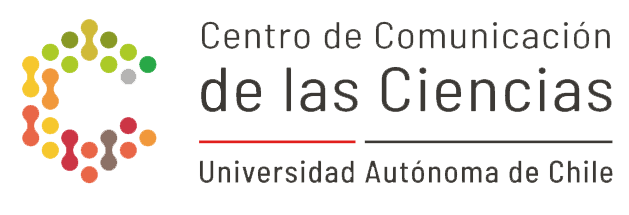 Centro de Comunicación
de las Ciencias
Universidad Autónoma de Chile